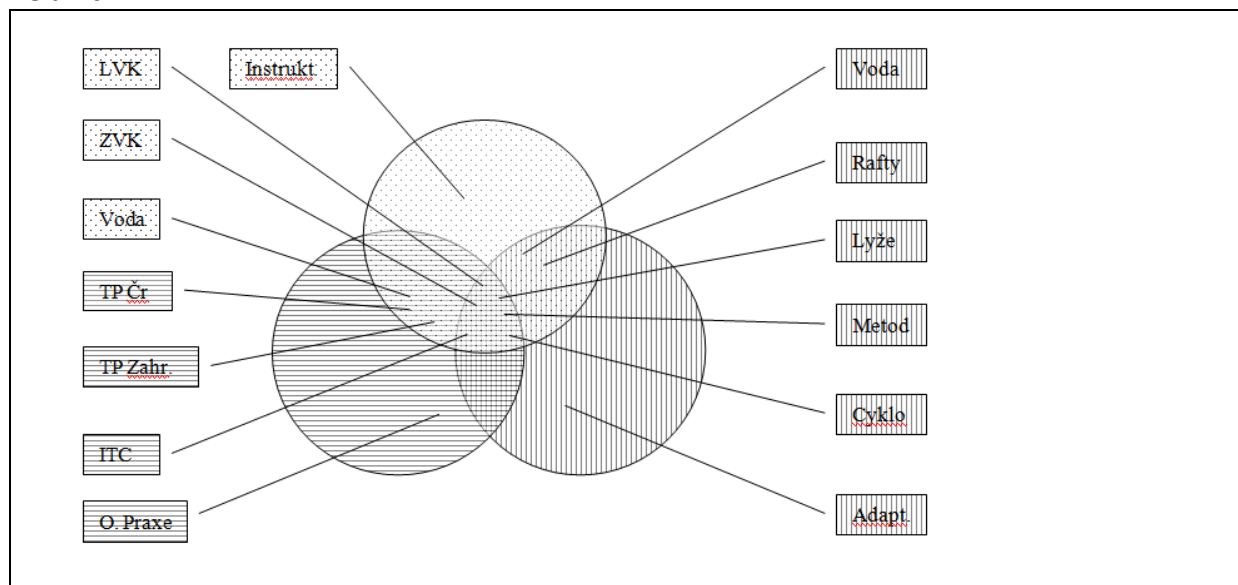 LVK
Instrukt.
Voda
ZVK
Rafty
Voda
Lyže
TP Čr
Metod
TP Zahr.
Cyklo
ITC
O. Praxe
Adapt.